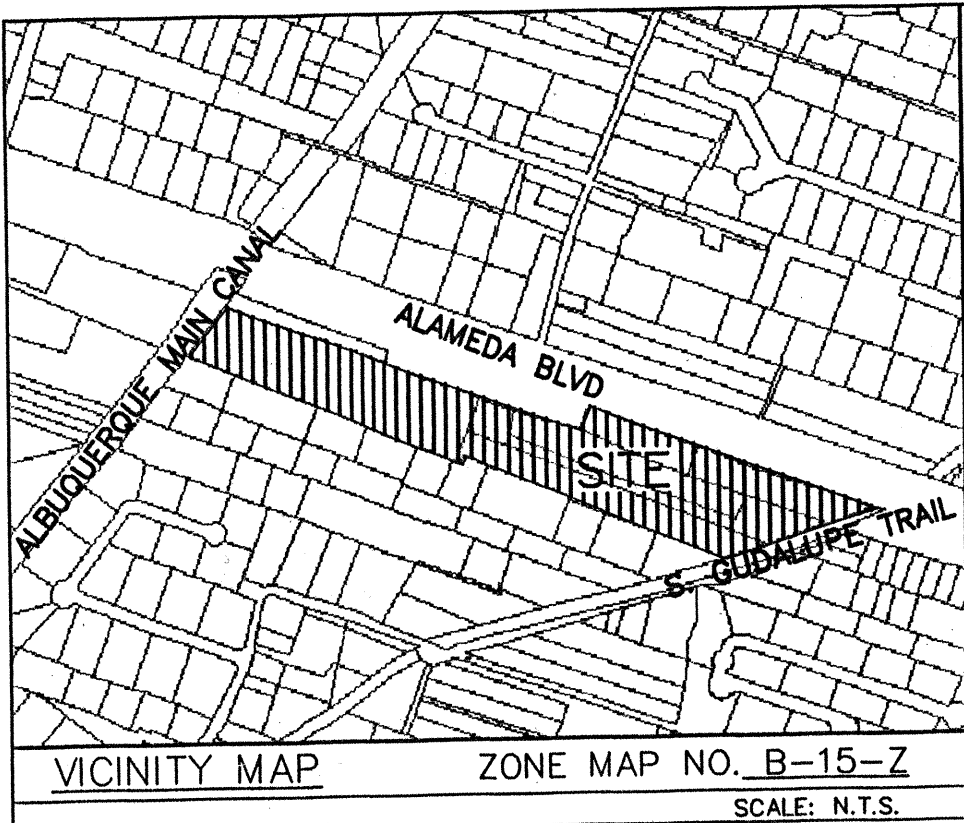 ALBUQUERQUE MAIN CANAL
ALAMEDA BLVD
SITE
S. GUDALUPE TRAIL
VICINITY MAP
ZONE MAP NO. B-15-Z
SCALE: N.T.S.